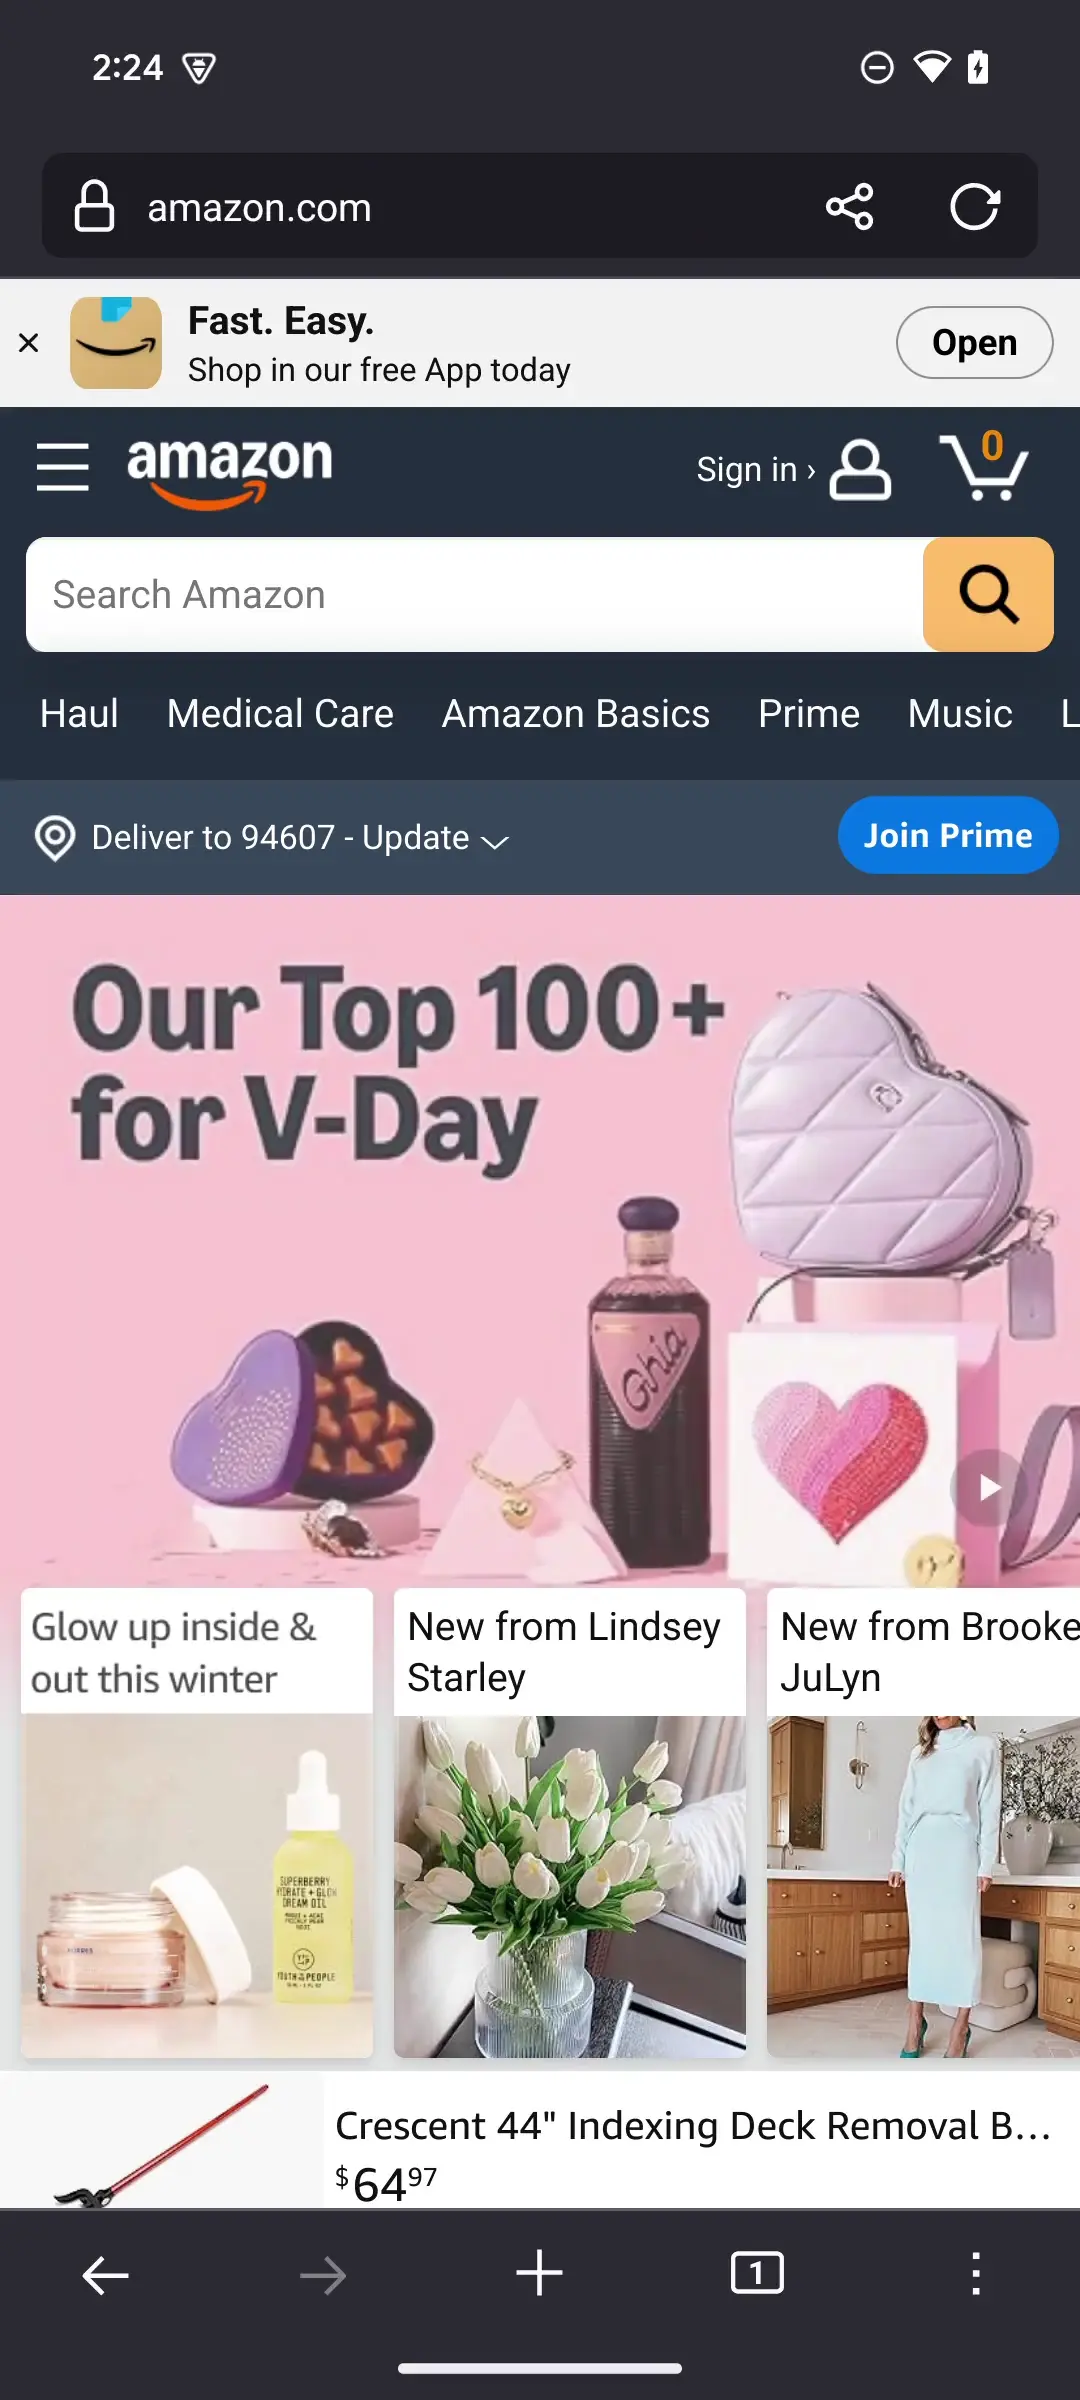 2:24
amazon.com
Fast. Easy.
Shop in our free App today
Open
amazon
Sign in ›
0
Search Amazon
Haul Medical Care Amazon Basics Prime Music L
Deliver to 94607 - Update
Join Prime
Our Top 100+
for V-Day
Ghia
Glow up inside &
out this winter
New from Lindsey
Starley
New from Brooke
JuLyn
SUPERBERRY
HYDRATE + GLOW
DREAM OIL
YOUTH TO THE PEOPLE
Crescent 44" Indexing Deck Removal B...
$64 97
1